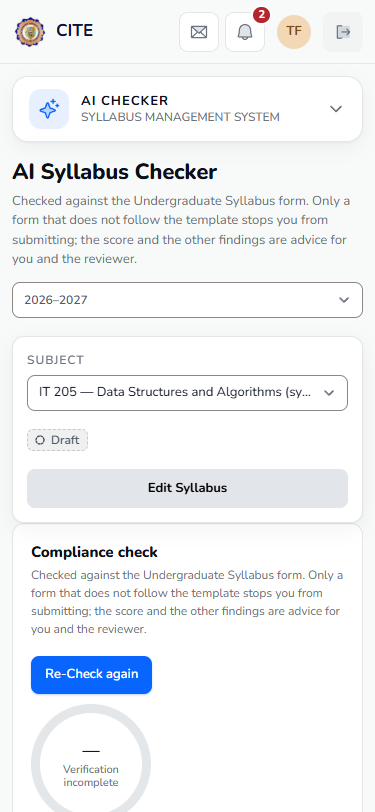 CITE
2
TF
AI CHECKER
SYLLABUS MANAGEMENT SYSTEM
AI Syllabus Checker
Checked against the Undergraduate Syllabus form. Only a
form that does not follow the template stops you from
submitting; the score and the other findings are advice for
you and the reviewer.
2026–2027
SUBJECT
IT 205 — Data Structures and Algorithms (sy...
Draft
Edit Syllabus
Compliance check
Checked against the Undergraduate Syllabus form. Only a
form that does not follow the template stops you from
submitting; the score and the other findings are advice for
you and the reviewer.
Re-Check again
—
Verification
incomplete